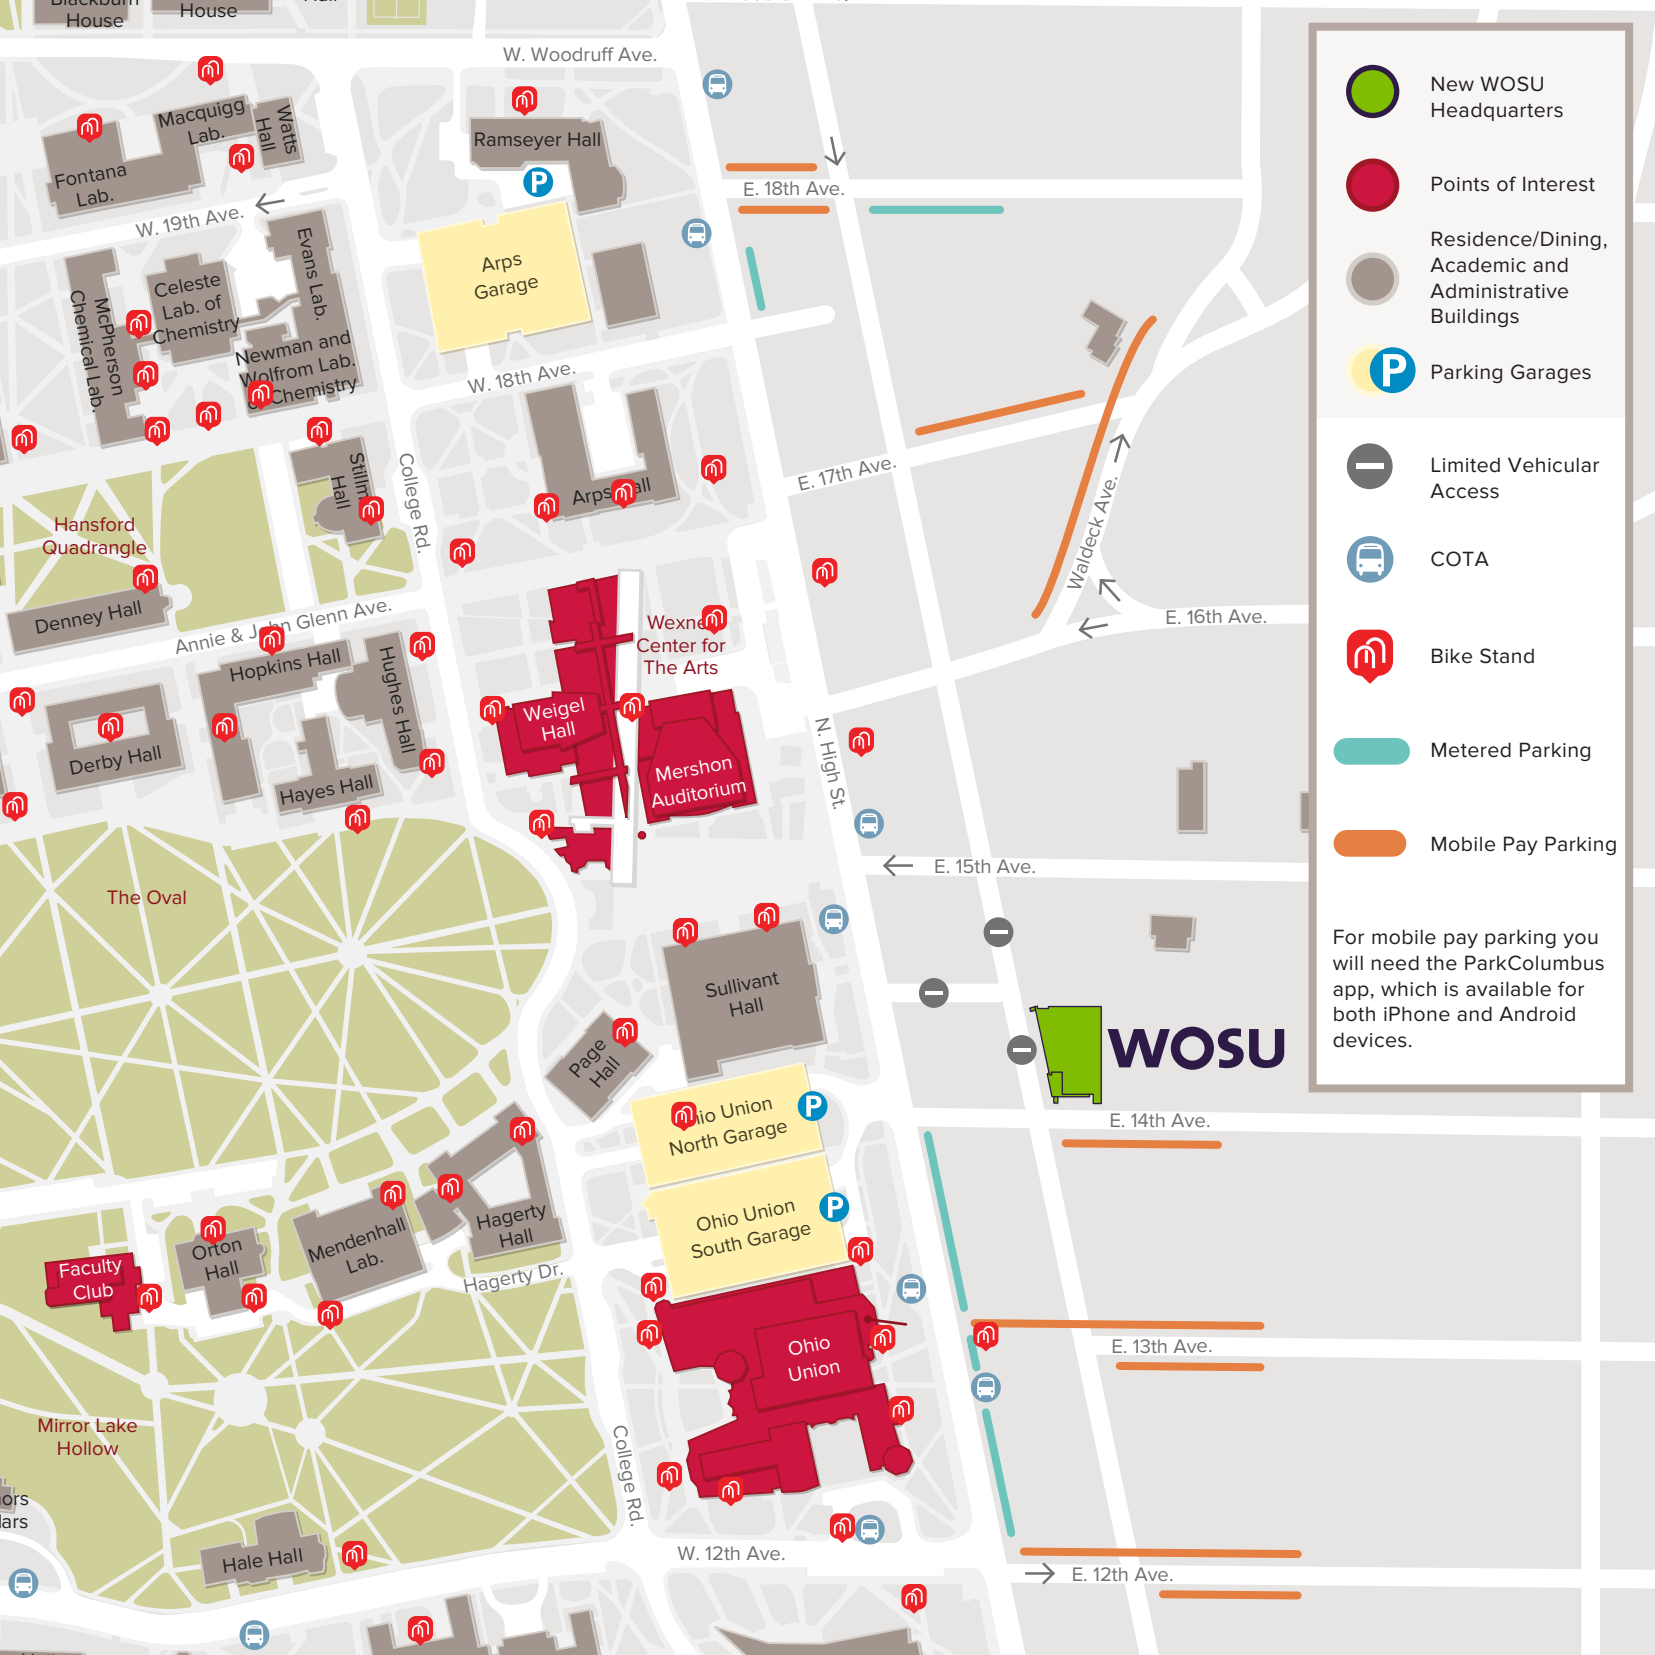 House
House
W. Woodruff Ave.
Macquigg
Lab.
Watts
Hall
Ramseyer Hall
P
Fontana
Lab.
E. 18th Ave.
W. 19th Ave.
Evans Lab.
Arps
Garage
Celeste
Lab. of
Chemistry
McPherson
Chemical Lab.
Newman and
Wolfrom Lab.
of Chemistry
W. 18th Ave.
College Rd.
E. 17th Ave.
Arps Hall
Hall
Hansford
Quadrangle
Waldeck Ave.
Denney Hall
Annie & John Glenn Ave.
E. 16th Ave.
Center for
The Arts
Hopkins Hall
Hughes Hall
Weigel
Hall
Derby Hall
Hayes Hall
Mershon
Auditorium
N. High St.
E. 15th Ave.
The Oval
Sullivant
Hall
Page
Hall
WOSU
Ohio Union
North Garage
P
E. 14th Ave.
Ohio Union
South Garage
P
Hagerty
Hall
Mendenhall
Lab.
Orton
Hall
Faculty
Club
Hagerty Dr.
Ohio
Union
E. 13th Ave.
Mirror Lake
Hollow
College Rd.
ors
lars
Hale Hall
W. 12th Ave.
E. 12th Ave.
New WOSU
Headquarters
Points of Interest
Residence/Dining,
Academic and
Administrative
Buildings
P
Parking Garages
Limited Vehicular
Access
COTA
Bike Stand
Metered Parking
Mobile Pay Parking
For mobile pay parking you
will need the ParkColumbus
app, which is available for
both iPhone and Android
devices.